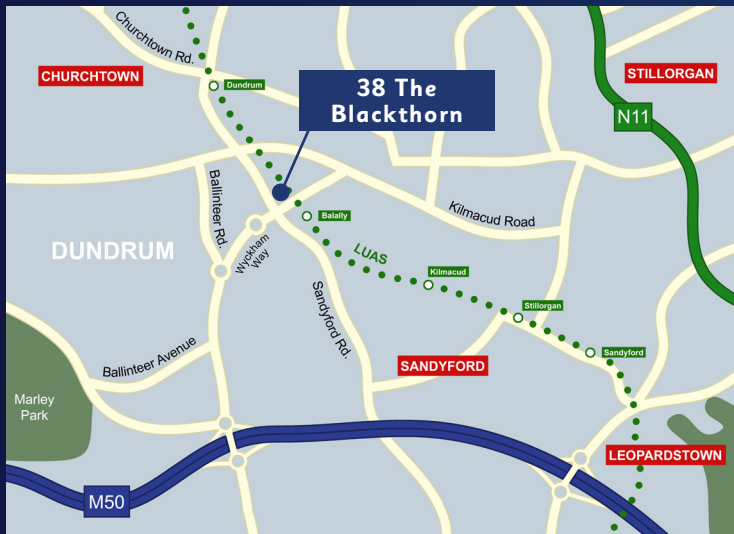 Churchtown Rd.
CHURCHTOWN
STILLORGAN
Dundrum
38 The
Blackthorn
N11
Ballinteer Rd.
Balally
Kilmacud Road
DUNDRUM
Wyckham
Way
LUAS
Kilmacud
Sandyford Rd.
Stillorgan
Sandyford
Ballinteer Avenue
SANDYFORD
Marley
Park
LEOPARDSTOWN
M50